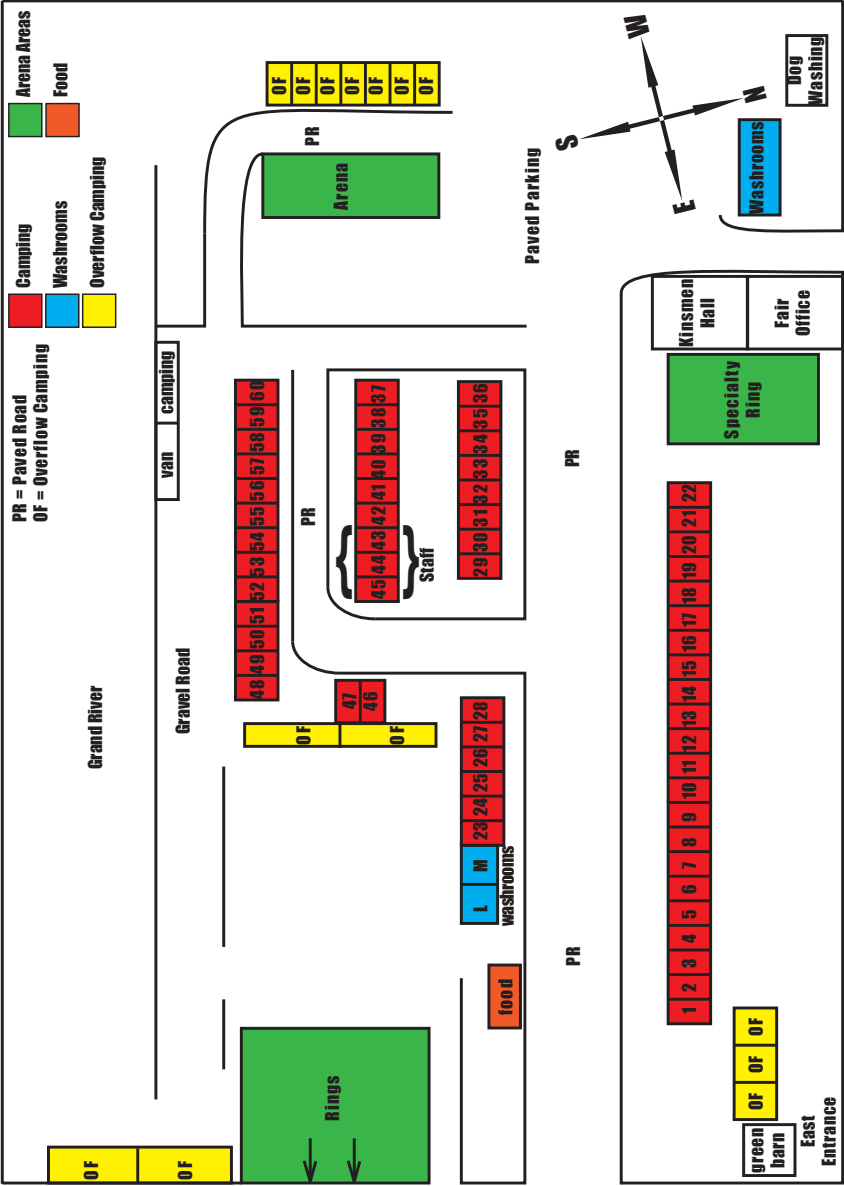 PR = Paved Road
OF = Overflow Camping
Camping
Washrooms
Overflow Camping
Arena Areas
Food
OF
OF
Grand River
Gravel Road
van camping
48 49 50 51 52 53 54 55 56 57 58 59 60
PR
PR
OF OF OF OF OF OF OF
Rings
OF
OF
47
46
45 44 43 42 41 40 39 38 37
Staff
Arena
23 24 25 26 27 28
L M
washrooms
29 30 31 32 33 34 35 36
food
Paved Parking
S
W
N
E
PR
PR
1 2 3 4 5 6 7 8 9 10 11 12 13 14 15 16 17 18 19 20 21 22
Specialty
Ring
Kinsmen
Hall
Fair
Office
Washrooms
Dog
Washing
OF OF OF
green
barn
East
Entrance